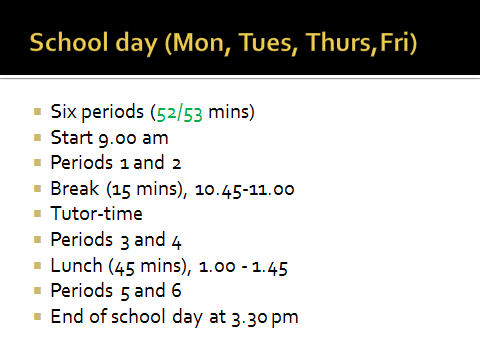 School day (Mon, Tues, Thurs,Fri)
Six periods (52/53 mins)
Start 9.00 am
Periods 1 and 2
Break (15 mins), 10.45-11.00
Tutor-time
Periods 3 and 4
Lunch (45 mins), 1.00 - 1.45
Periods 5 and 6
End of school day at 3.30 pm